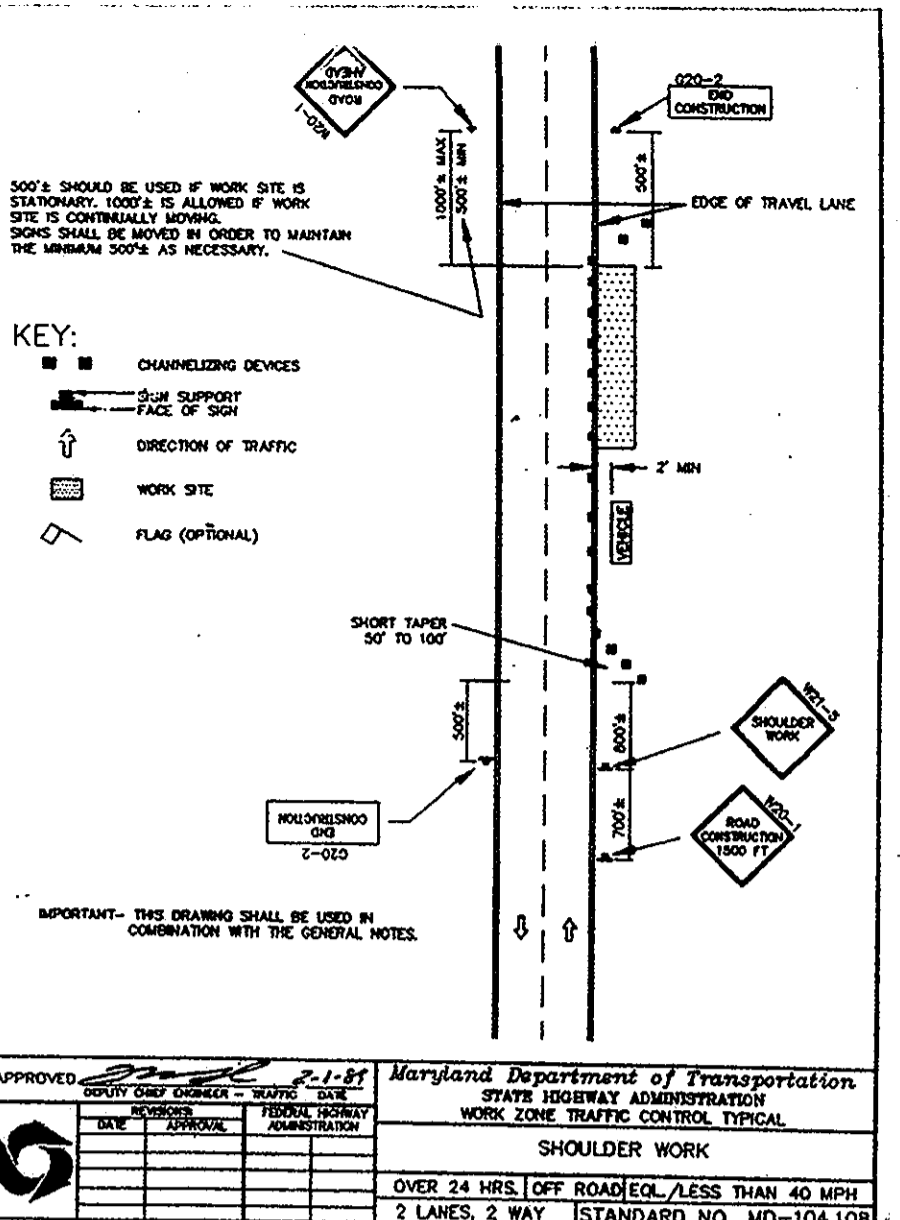 ROAD
CONSTRUCTION
AHEAD
W20-1
G20-2
END
CONSTRUCTION
1000'± MAX
500'± MIN
500'±
500'± SHOULD BE USED IF WORK SITE IS
STATIONARY. 1000'± IS ALLOWED IF WORK
SITE IS CONTINUALLY MOVING.
SIGNS SHALL BE MOVED IN ORDER TO MAINTAIN
THE MINIMUM 500'± AS NECESSARY.
EDGE OF TRAVEL LANE
KEY:
CHANNELIZING DEVICES
SIGN SUPPORT
FACE OF SIGN
DIRECTION OF TRAFFIC
WORK SITE
FLAG (OPTIONAL)
2' MIN
VEHICLE
SHORT TAPER
50' TO 100'
500'±
800'±
700'±
W21-5
SHOULDER
WORK
W20-1
ROAD
CONSTRUCTION
1500 FT
END
CONSTRUCTION
G20-2
IMPORTANT- THIS DRAWING SHALL BE USED IN
COMBINATION WITH THE GENERAL NOTES.
APPROVED 2-1-89
DEPUTY CHIEF ENGINEER - TRAFFIC DATE
REVISIONS
DATE APPROVAL
FEDERAL HIGHWAY
ADMINISTRATION
Maryland Department of Transportation
STATE HIGHWAY ADMINISTRATION
WORK ZONE TRAFFIC CONTROL TYPICAL
SHOULDER WORK
OVER 24 HRS. OFF ROAD EQL./LESS THAN 40 MPH
2 LANES, 2 WAY STANDARD NO. MD-104.10B